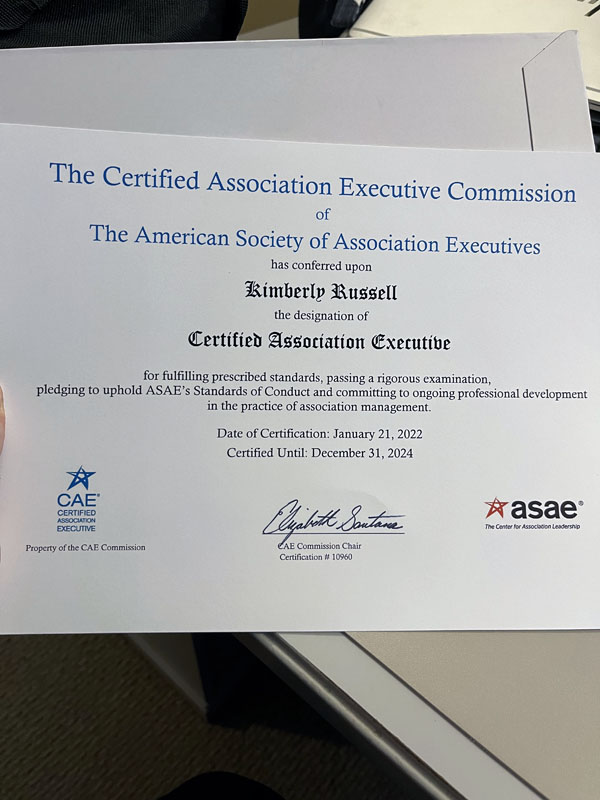 The Certified Association Executive Commission
of
The American Society of Association Executives
has conferred upon
Kimberly Russell
the designation of
Certified Association Executive
for fulfilling prescribed standards, passing a rigorous examination,
pledging to uphold ASAE's Standards of Conduct and committing to ongoing professional development
in the practice of association management.
Date of Certification: January 21, 2022
Certified Until: December 31, 2024
CAE®
CERTIFIED
ASSOCIATION
EXECUTIVE
Property of the CAE Commission
Elizabeth Santana
CAE Commission Chair
Certification # 10960
asae®
The Center for Association Leadership